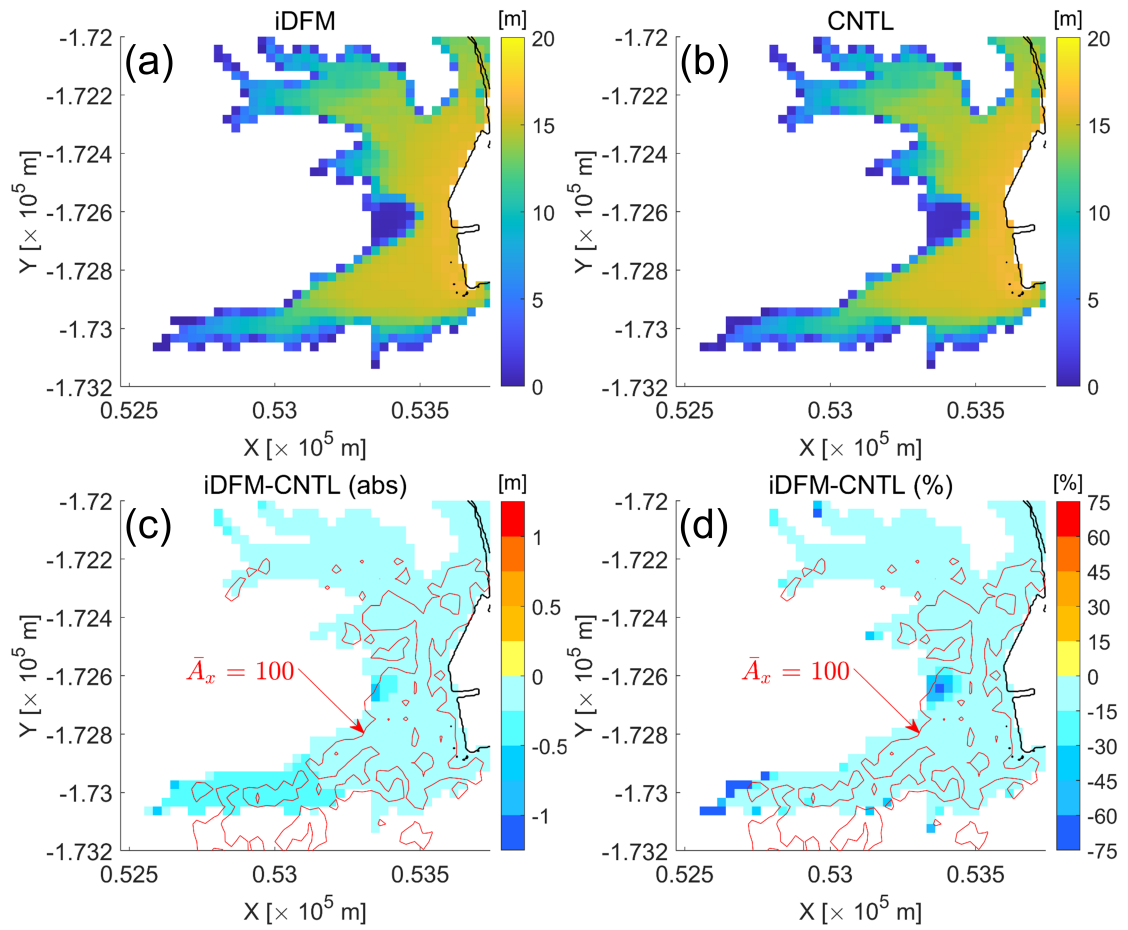 iDFM [m]
(a)
-1.72
-1.722
-1.724
-1.726
-1.728
-1.73
-1.732
Y [× 10^5 m]
0.525 0.53 0.535
X [× 10^5 m]
20
15
10
5
0
CNTL [m]
(b)
-1.72
-1.722
-1.724
-1.726
-1.728
-1.73
-1.732
Y [× 10^5 m]
0.525 0.53 0.535
X [× 10^5 m]
20
15
10
5
0
iDFM-CNTL (abs) [m]
(c)
-1.72
-1.722
-1.724
-1.726
-1.728
-1.73
-1.732
Y [× 10^5 m]
Ā_x = 100
0.525 0.53 0.535
X [× 10^5 m]
1
0.5
0
-0.5
-1
iDFM-CNTL (%) [%]
(d)
-1.72
-1.722
-1.724
-1.726
-1.728
-1.73
-1.732
Y [× 10^5 m]
Ā_x = 100
0.525 0.53 0.535
X [× 10^5 m]
75
60
45
30
15
0
-15
-30
-45
-60
-75